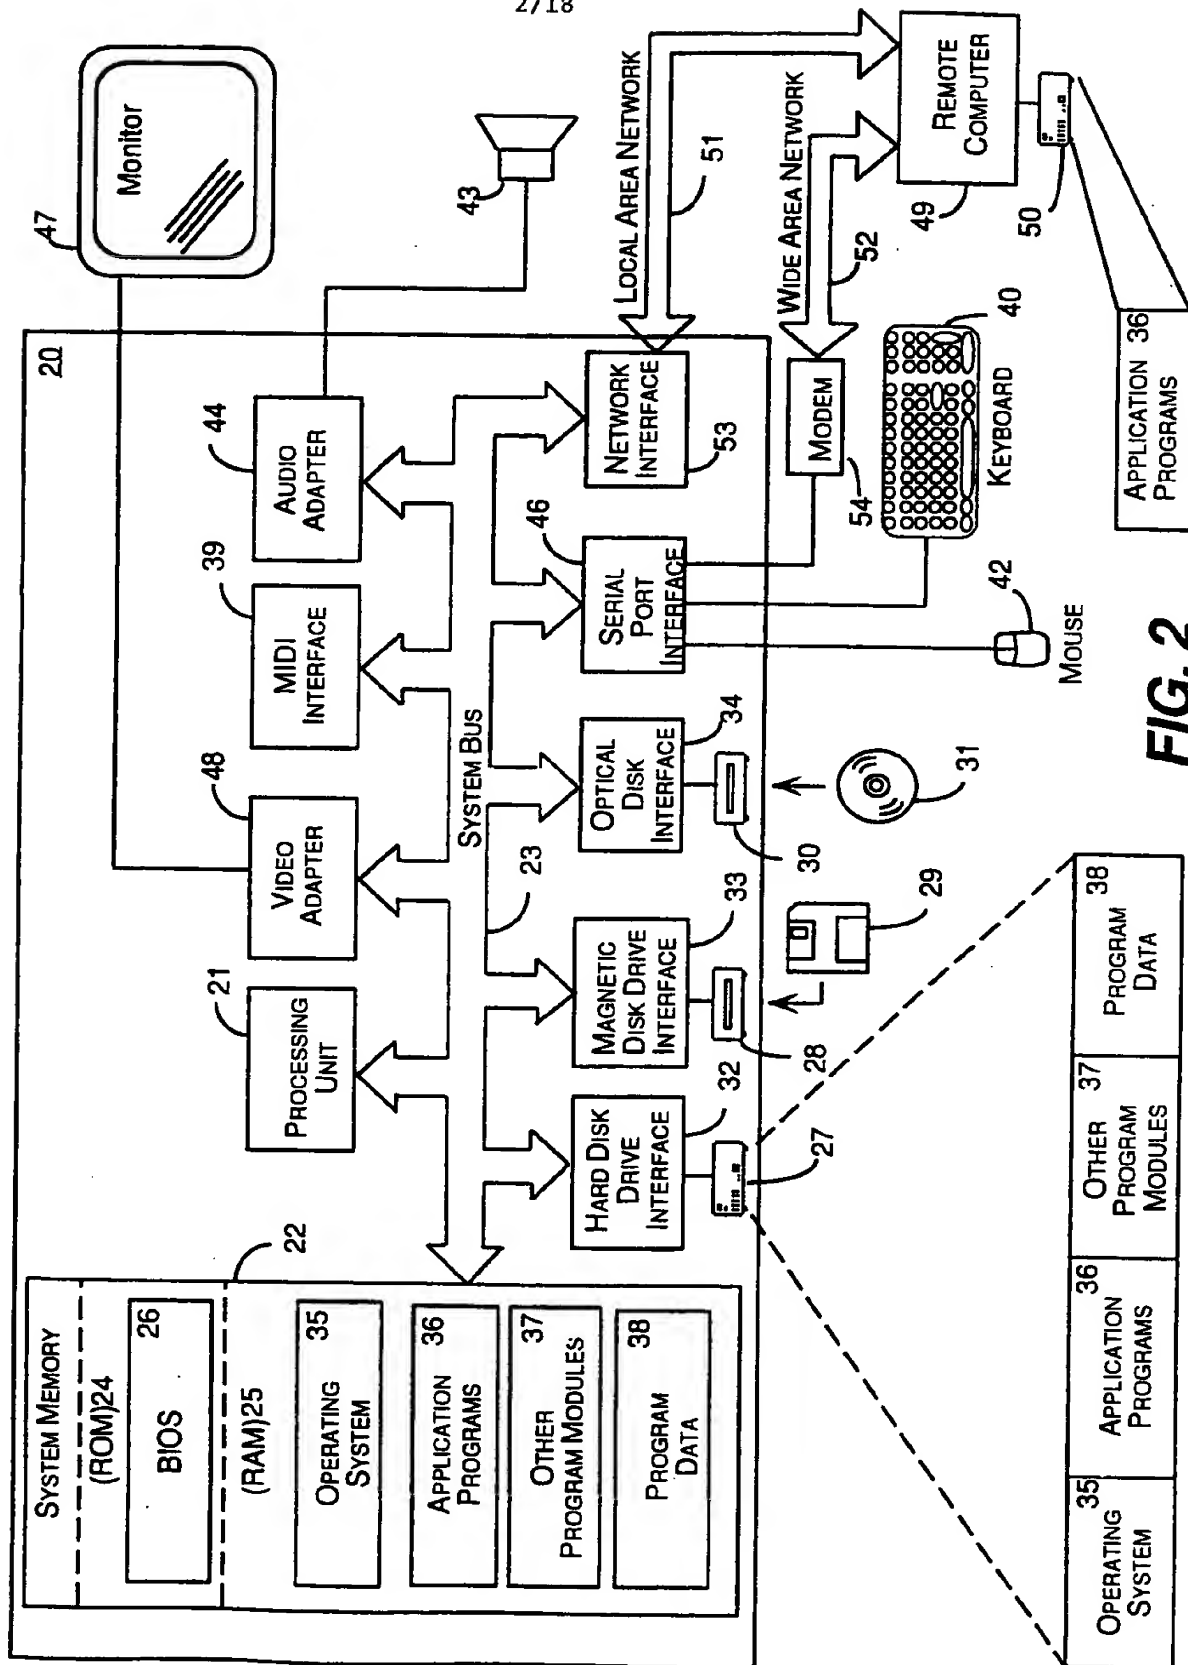 2/18
SYSTEM MEMORY
(ROM)24
BIOS
26
(RAM)25
OPERATING
SYSTEM
35
APPLICATION
PROGRAMS
36
OTHER
PROGRAM MODULES
37
PROGRAM
DATA
38
22
20
PROCESSING
UNIT
21
VIDEO
ADAPTER
48
MIDI
INTERFACE
39
AUDIO
ADAPTER
44
47
Monitor
43
SYSTEM BUS
23
HARD DISK
DRIVE
INTERFACE
32
MAGNETIC
DISK DRIVE
INTERFACE
33
OPTICAL
DISK
INTERFACE
34
SERIAL
PORT
INTERFACE
46
NETWORK
INTERFACE
53
27
28
30
29
31
LOCAL AREA NETWORK
51
WIDE AREA NETWORK
52
MODEM
54
REMOTE
COMPUTER
49
50
KEYBOARD
40
MOUSE
42
APPLICATION
PROGRAMS
36
OPERATING
SYSTEM
35
APPLICATION
PROGRAMS
36
OTHER
PROGRAM
MODULES
37
PROGRAM
DATA
38
FIG. 2